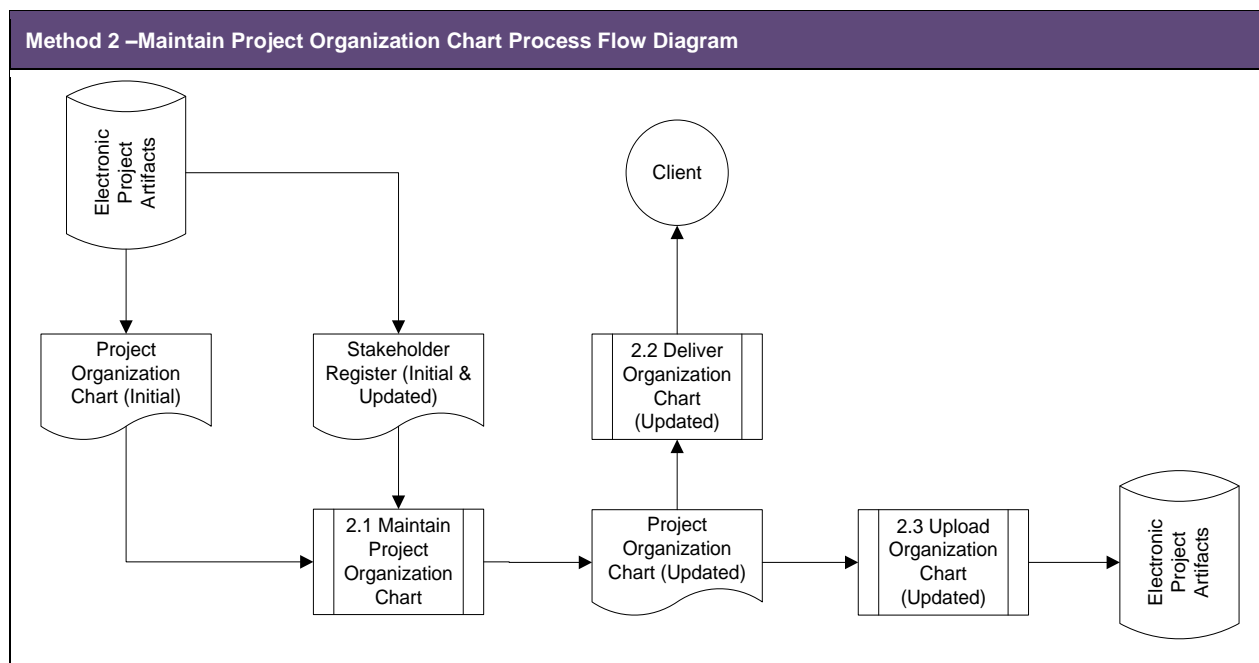 Method 2 –Maintain Project Organization Chart Process Flow Diagram
Electronic
Project
Artifacts
Client
Project
Organization
Chart (Initial)
Stakeholder
Register (Initial &
Updated)
2.2 Deliver
Organization
Chart
(Updated)
2.1 Maintain
Project
Organization
Chart
Project
Organization
Chart (Updated)
2.3 Upload
Organization
Chart
(Updated)
Electronic
Project
Artifacts